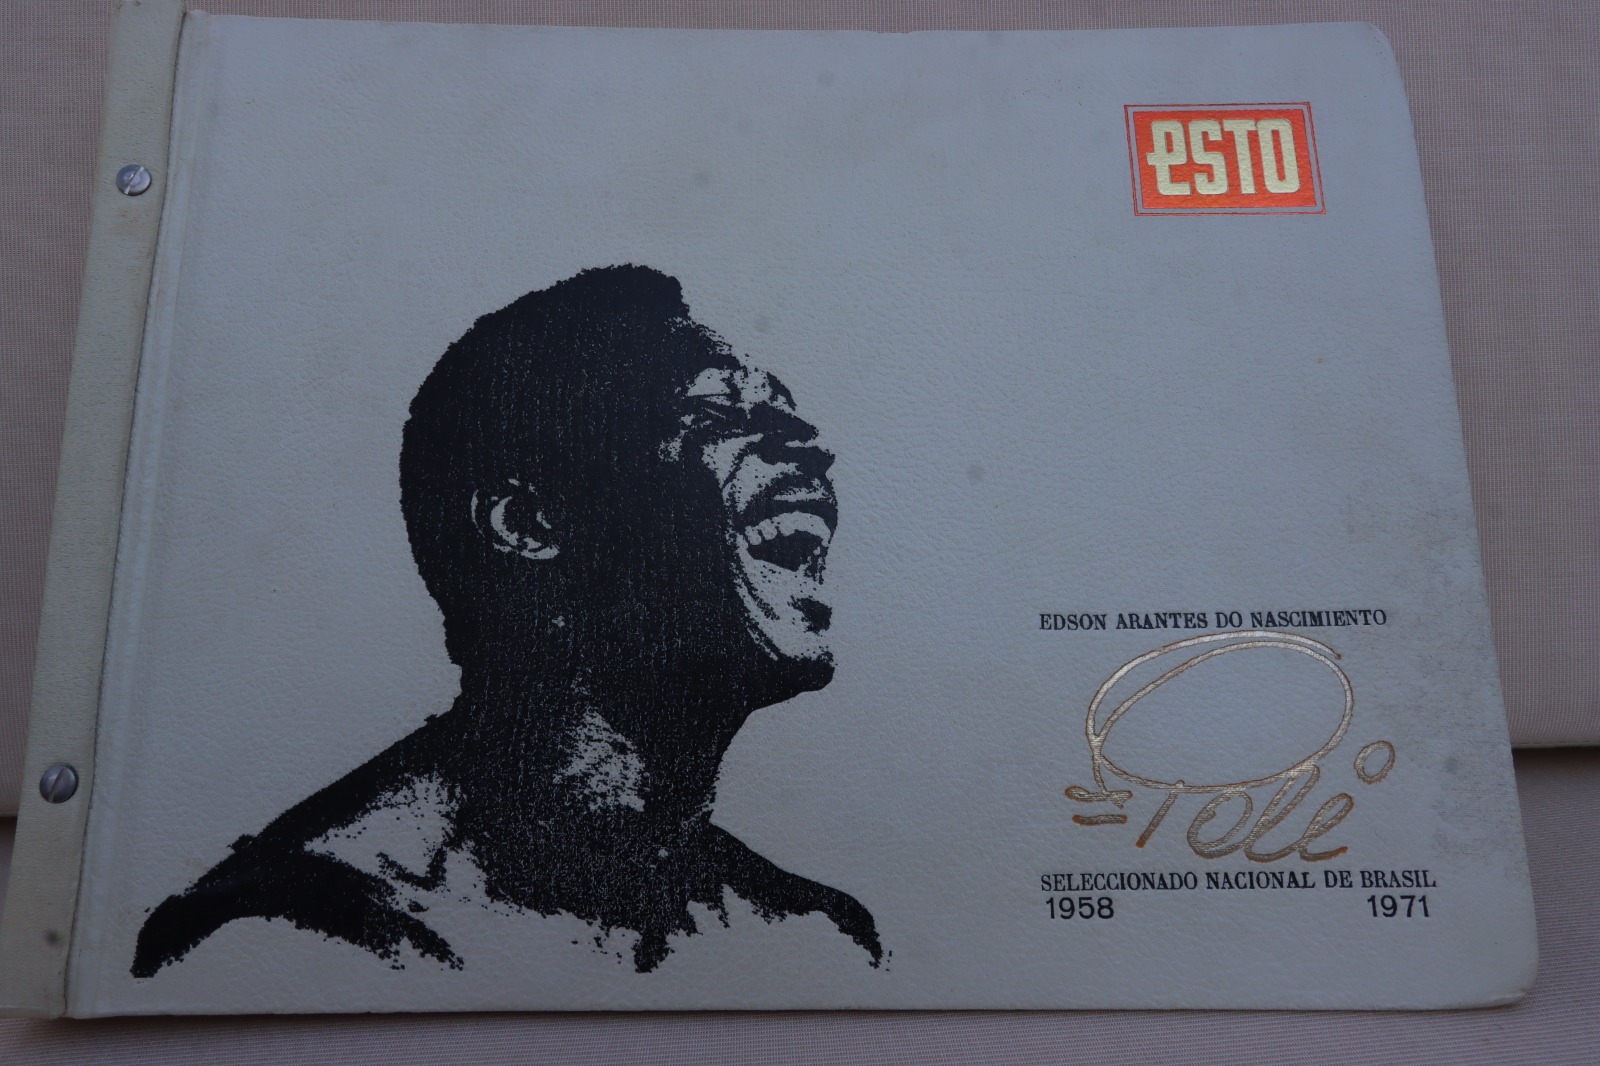 esto
EDSON ARANTES DO NASCIMIENTO
Pelé
SELECCIONADO NACIONAL DE BRASIL
1958 1971